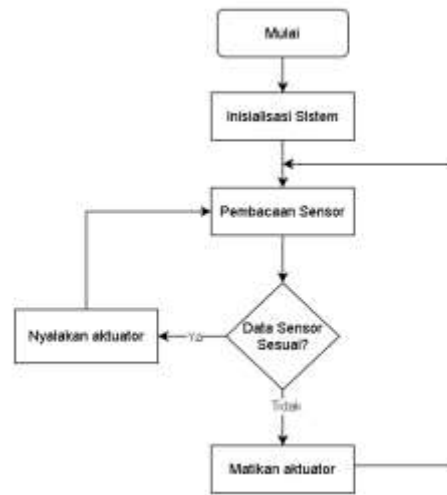 Mulai
Inisialisasi Sistem
Pembacaan Sensor
Data Sensor
Sesuai?
Ya
Nyalakan aktuator
Tidak
Matikan aktuator